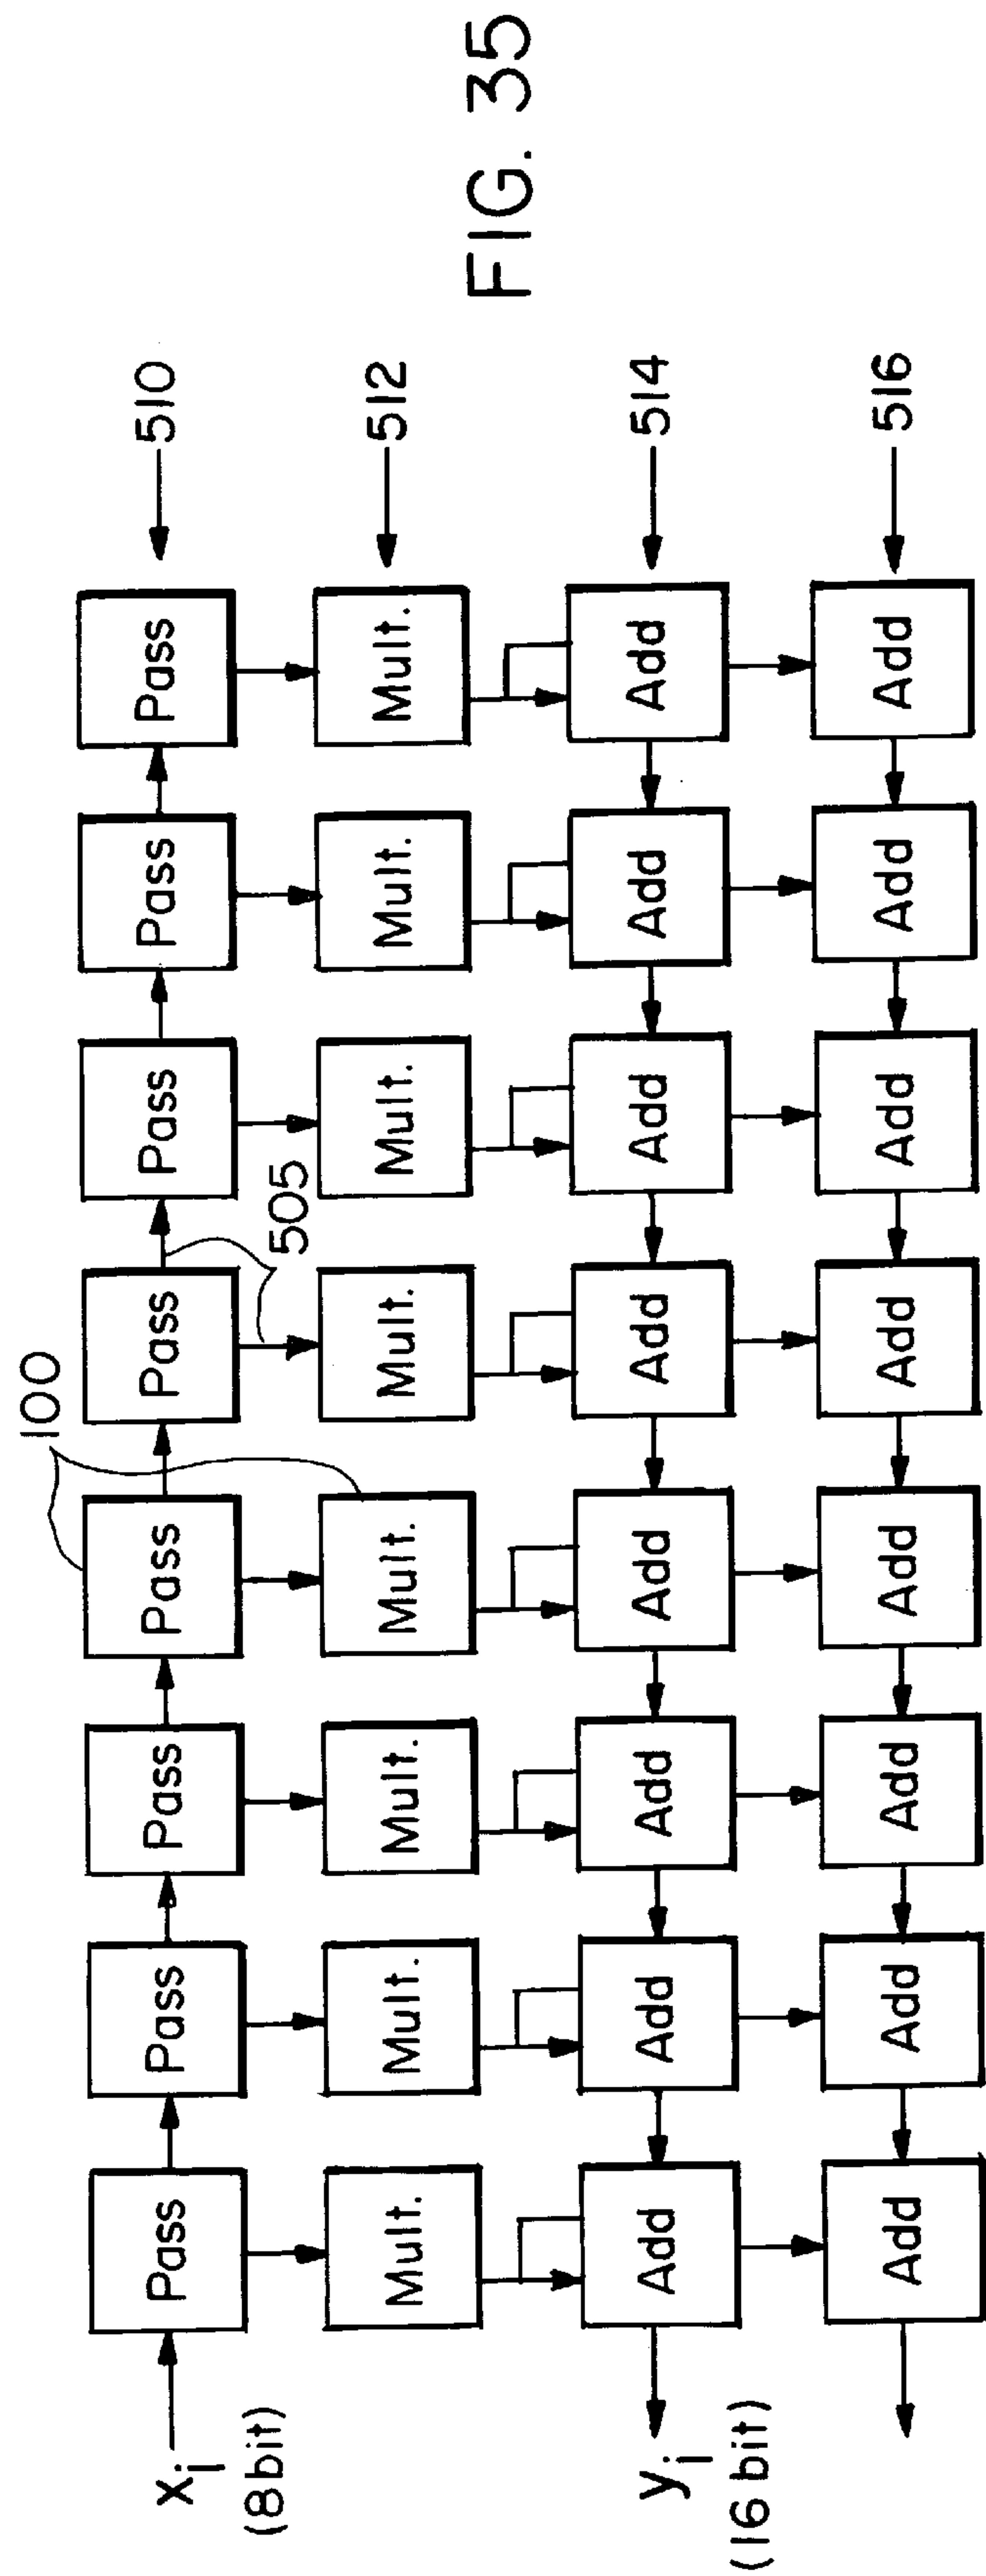 100
Pass Pass Pass Pass Pass Pass Pass Pass
510
xi
(8 bit)
505
Mult. Mult. Mult. Mult. Mult. Mult. Mult. Mult.
512
Add Add Add Add Add Add Add Add
514
yi
(16 bit)
Add Add Add Add Add Add Add Add
516
FIG. 35